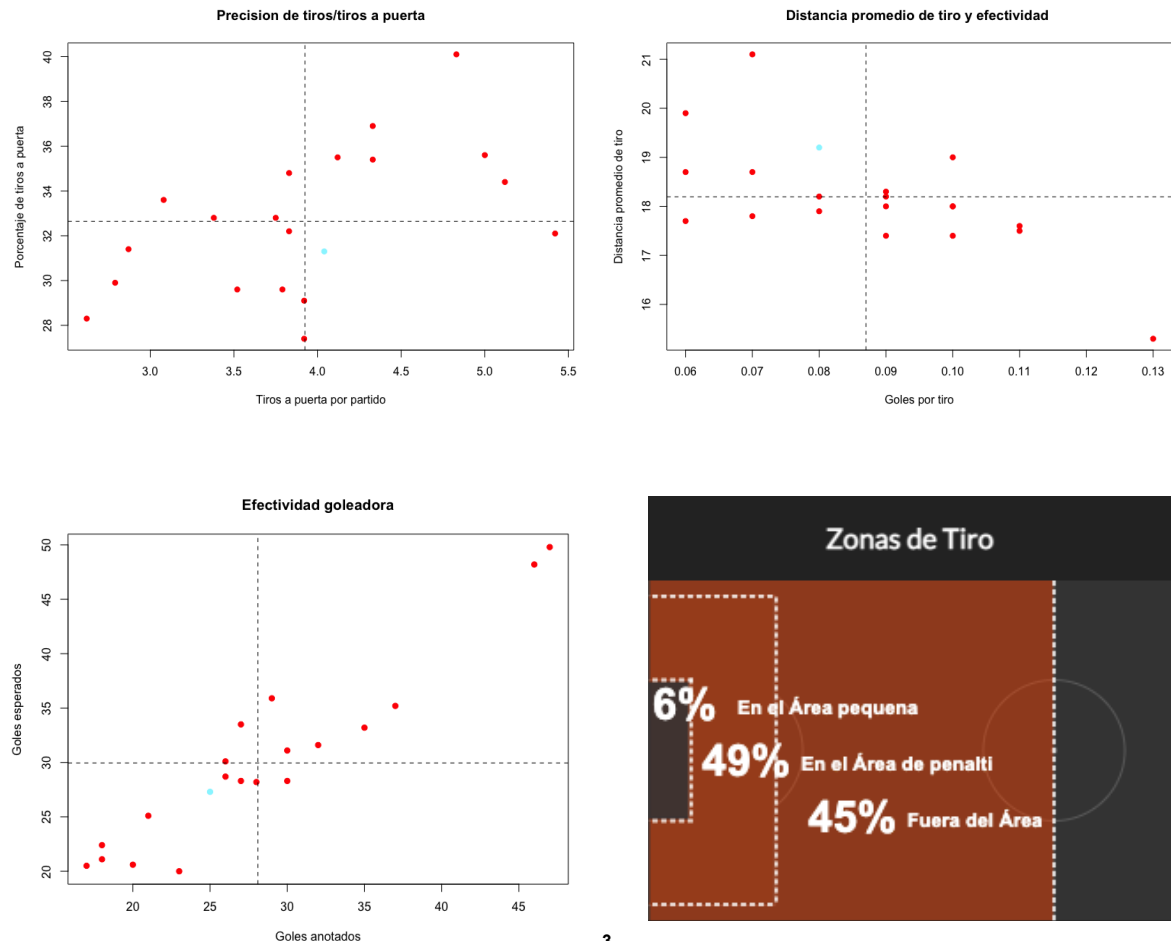 Precision de tiros/tiros a puerta
Porcentaje de tiros a puerta
40
38
36
34
32
30
28
3.0 3.5 4.0 4.5 5.0 5.5
Tiros a puerta por partido
Distancia promedio de tiro y efectividad
Distancia promedio de tiro
21
20
19
18
17
16
0.06 0.07 0.08 0.09 0.10 0.11 0.12 0.13
Goles por tiro
Efectividad goleadora
Goles esperados
50
45
40
35
30
25
20
20 25 30 35 40 45
Goles anotados
Zonas de Tiro
6% En el Área pequena
49% En el Área de penalti
45% Fuera del Área
3